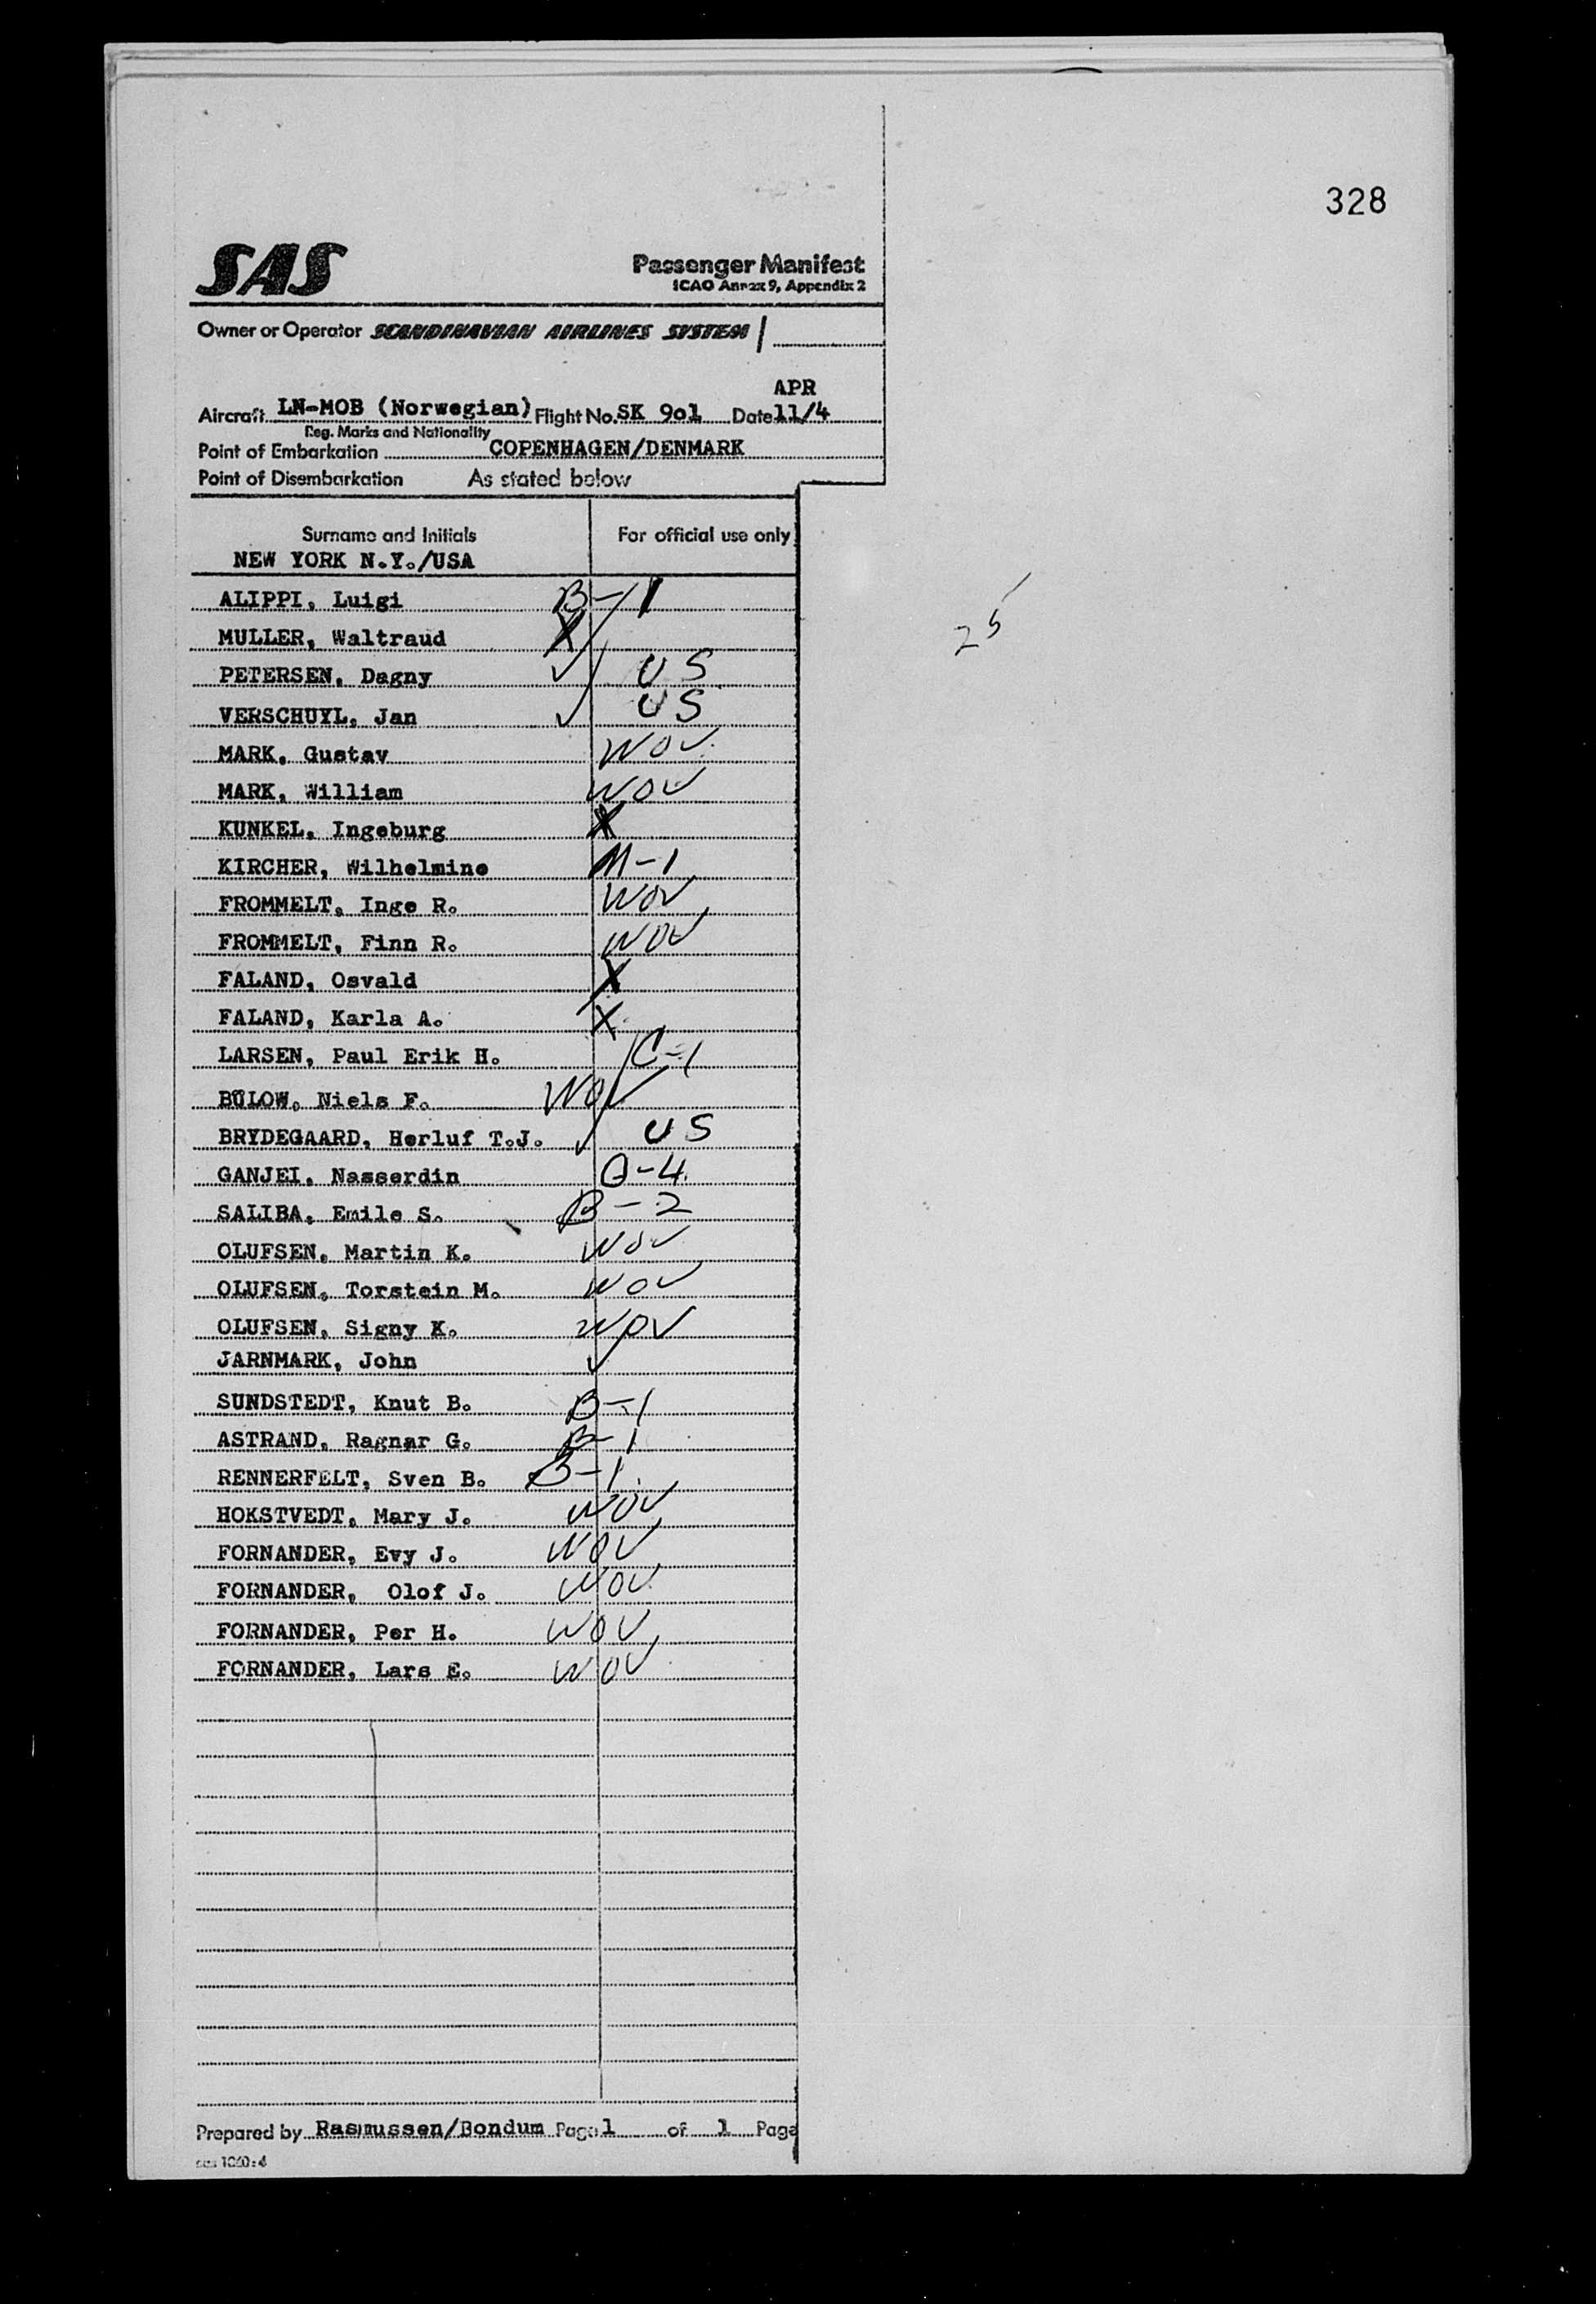 328
SAS
Passenger Manifest
ICAO Annex 9, Appendix 2
Owner or Operator SCANDINAVIAN AIRLINES SYSTEM
APR
Aircraft LN-MOB (Norwegian) Flight No. SK 901 Date 11/4
Reg. Marks and Nationality
Point of Embarkation COPENHAGEN/DENMARK
Point of Disembarkation As stated below
Surname and Initials For official use only
NEW YORK N.Y./USA
ALIPPI, Luigi B-1
MULLER, Waltraud X
PETERSEN, Dagny ✓ US
VERSCHUYL, Jan ✓ US
MARK, Gustav WOV
MARK, William WOV
KUNKEL, Ingeburg X
KIRCHER, Wilhelmine M-1
FROMMELT, Inge R. WOV
FROMMELT, Finn R. WOV
FALAND, Osvald X
FALAND, Karla A. X
LARSEN, Paul Erik H. C-1
BÜLOW, Niels F. WOV
BRYDEGAARD, Herluf T.J. ✓ US
GANJEI, Nasserdin G-4
SALIBA, Emile S. B-2
OLUFSEN, Martin K. WOV
OLUFSEN, Torstein M. WOV
OLUFSEN, Signy K. WOV
JARNMARK, John ✓
SUNDSTEDT, Knut B. B-1
ASTRAND, Ragnar G. B-1
RENNERFELT, Sven B. B-1
HOKSTVEDT, Mary J. WOV
FORNANDER, Evy J. WOV
FORNANDER, Olof J. WOV
FORNANDER, Per H. WOV
FORNANDER, Lars E. WOV
25
Prepared by Rasmussen/Bondum Page 1 of 1 Page